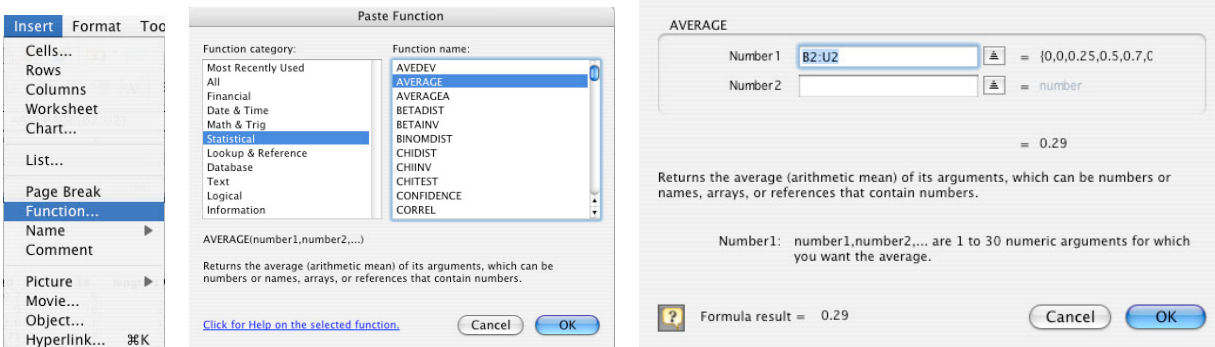 Insert Format Too
Cells...
Rows
Columns
Worksheet
Chart...
List...
Page Break
Function...
Name
Comment
Picture
Movie...
Object...
Hyperlink... ⌘K
Paste Function
Function category:
Most Recently Used
All
Financial
Date & Time
Math & Trig
Statistical
Lookup & Reference
Database
Text
Logical
Information
Function name:
AVEDEV
AVERAGE
AVERAGEA
BETADIST
BETAINV
BINOMDIST
CHIDIST
CHIINV
CHITEST
CONFIDENCE
CORREL
AVERAGE(number1,number2,...)
Returns the average (arithmetic mean) of its arguments, which can be
numbers or names, arrays, or references that contain numbers.
Click for Help on the selected function.
Cancel OK
AVERAGE
Number1 B2:U2 = {0,0,0.25,0.5,0.7,0
Number2 = number
= 0.29
Returns the average (arithmetic mean) of its arguments, which can be numbers or
names, arrays, or references that contain numbers.
Number1: number1,number2,... are 1 to 30 numeric arguments for which
you want the average.
Formula result = 0.29
Cancel OK